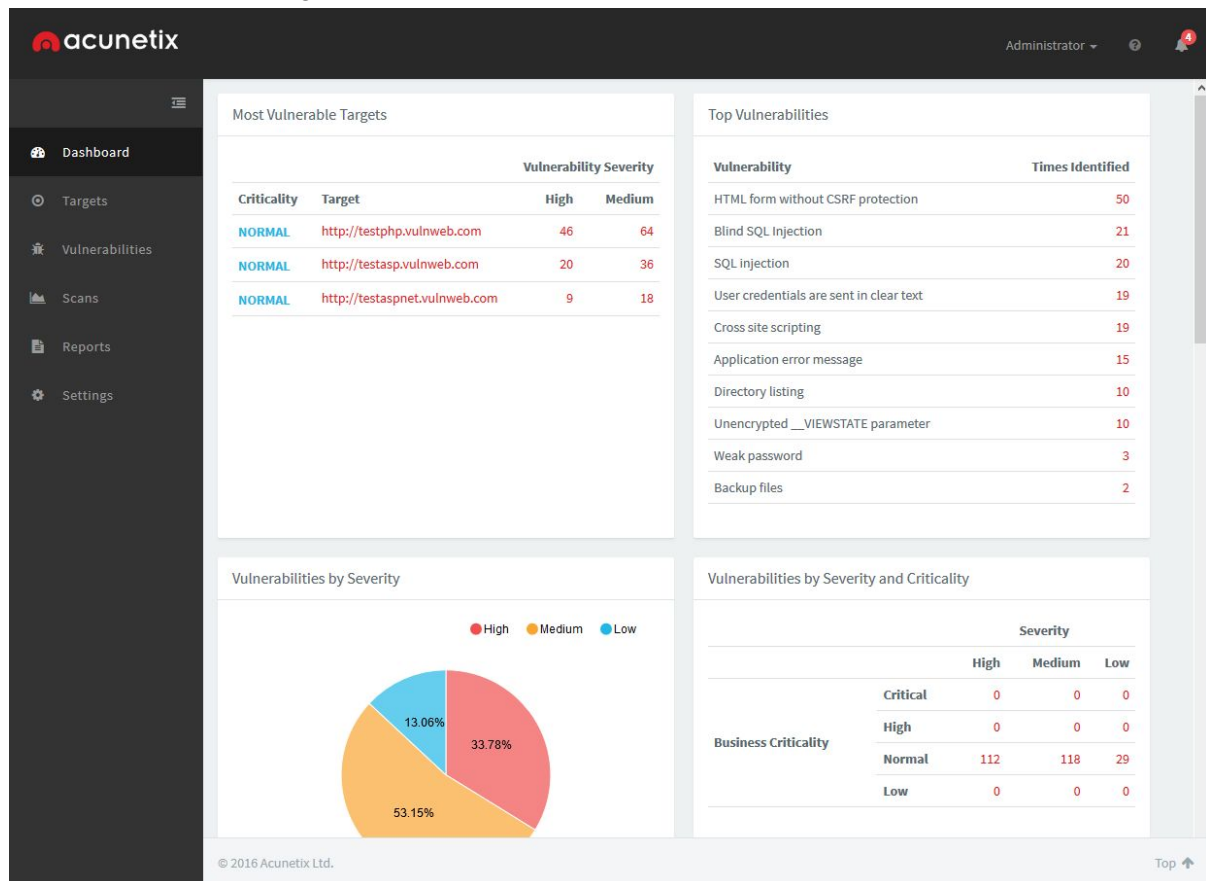 acunetix
Administrator
4
Dashboard
Targets
Vulnerabilities
Scans
Reports
Settings
Most Vulnerable Targets
Vulnerability Severity
Criticality Target High Medium
NORMAL http://testphp.vulnweb.com 46 64
NORMAL http://testasp.vulnweb.com 20 36
NORMAL http://testaspnet.vulnweb.com 9 18
Top Vulnerabilities
Vulnerability Times Identified
HTML form without CSRF protection 50
Blind SQL Injection 21
SQL injection 20
User credentials are sent in clear text 19
Cross site scripting 19
Application error message 15
Directory listing 10
Unencrypted __VIEWSTATE parameter 10
Weak password 3
Backup files 2
Vulnerabilities by Severity
High Medium Low
13.06%
33.78%
53.15%
Vulnerabilities by Severity and Criticality
Severity
High Medium Low
Critical 0 0 0
High 0 0 0
Business Criticality
Normal 112 118 29
Low 0 0 0
© 2016 Acunetix Ltd.
Top